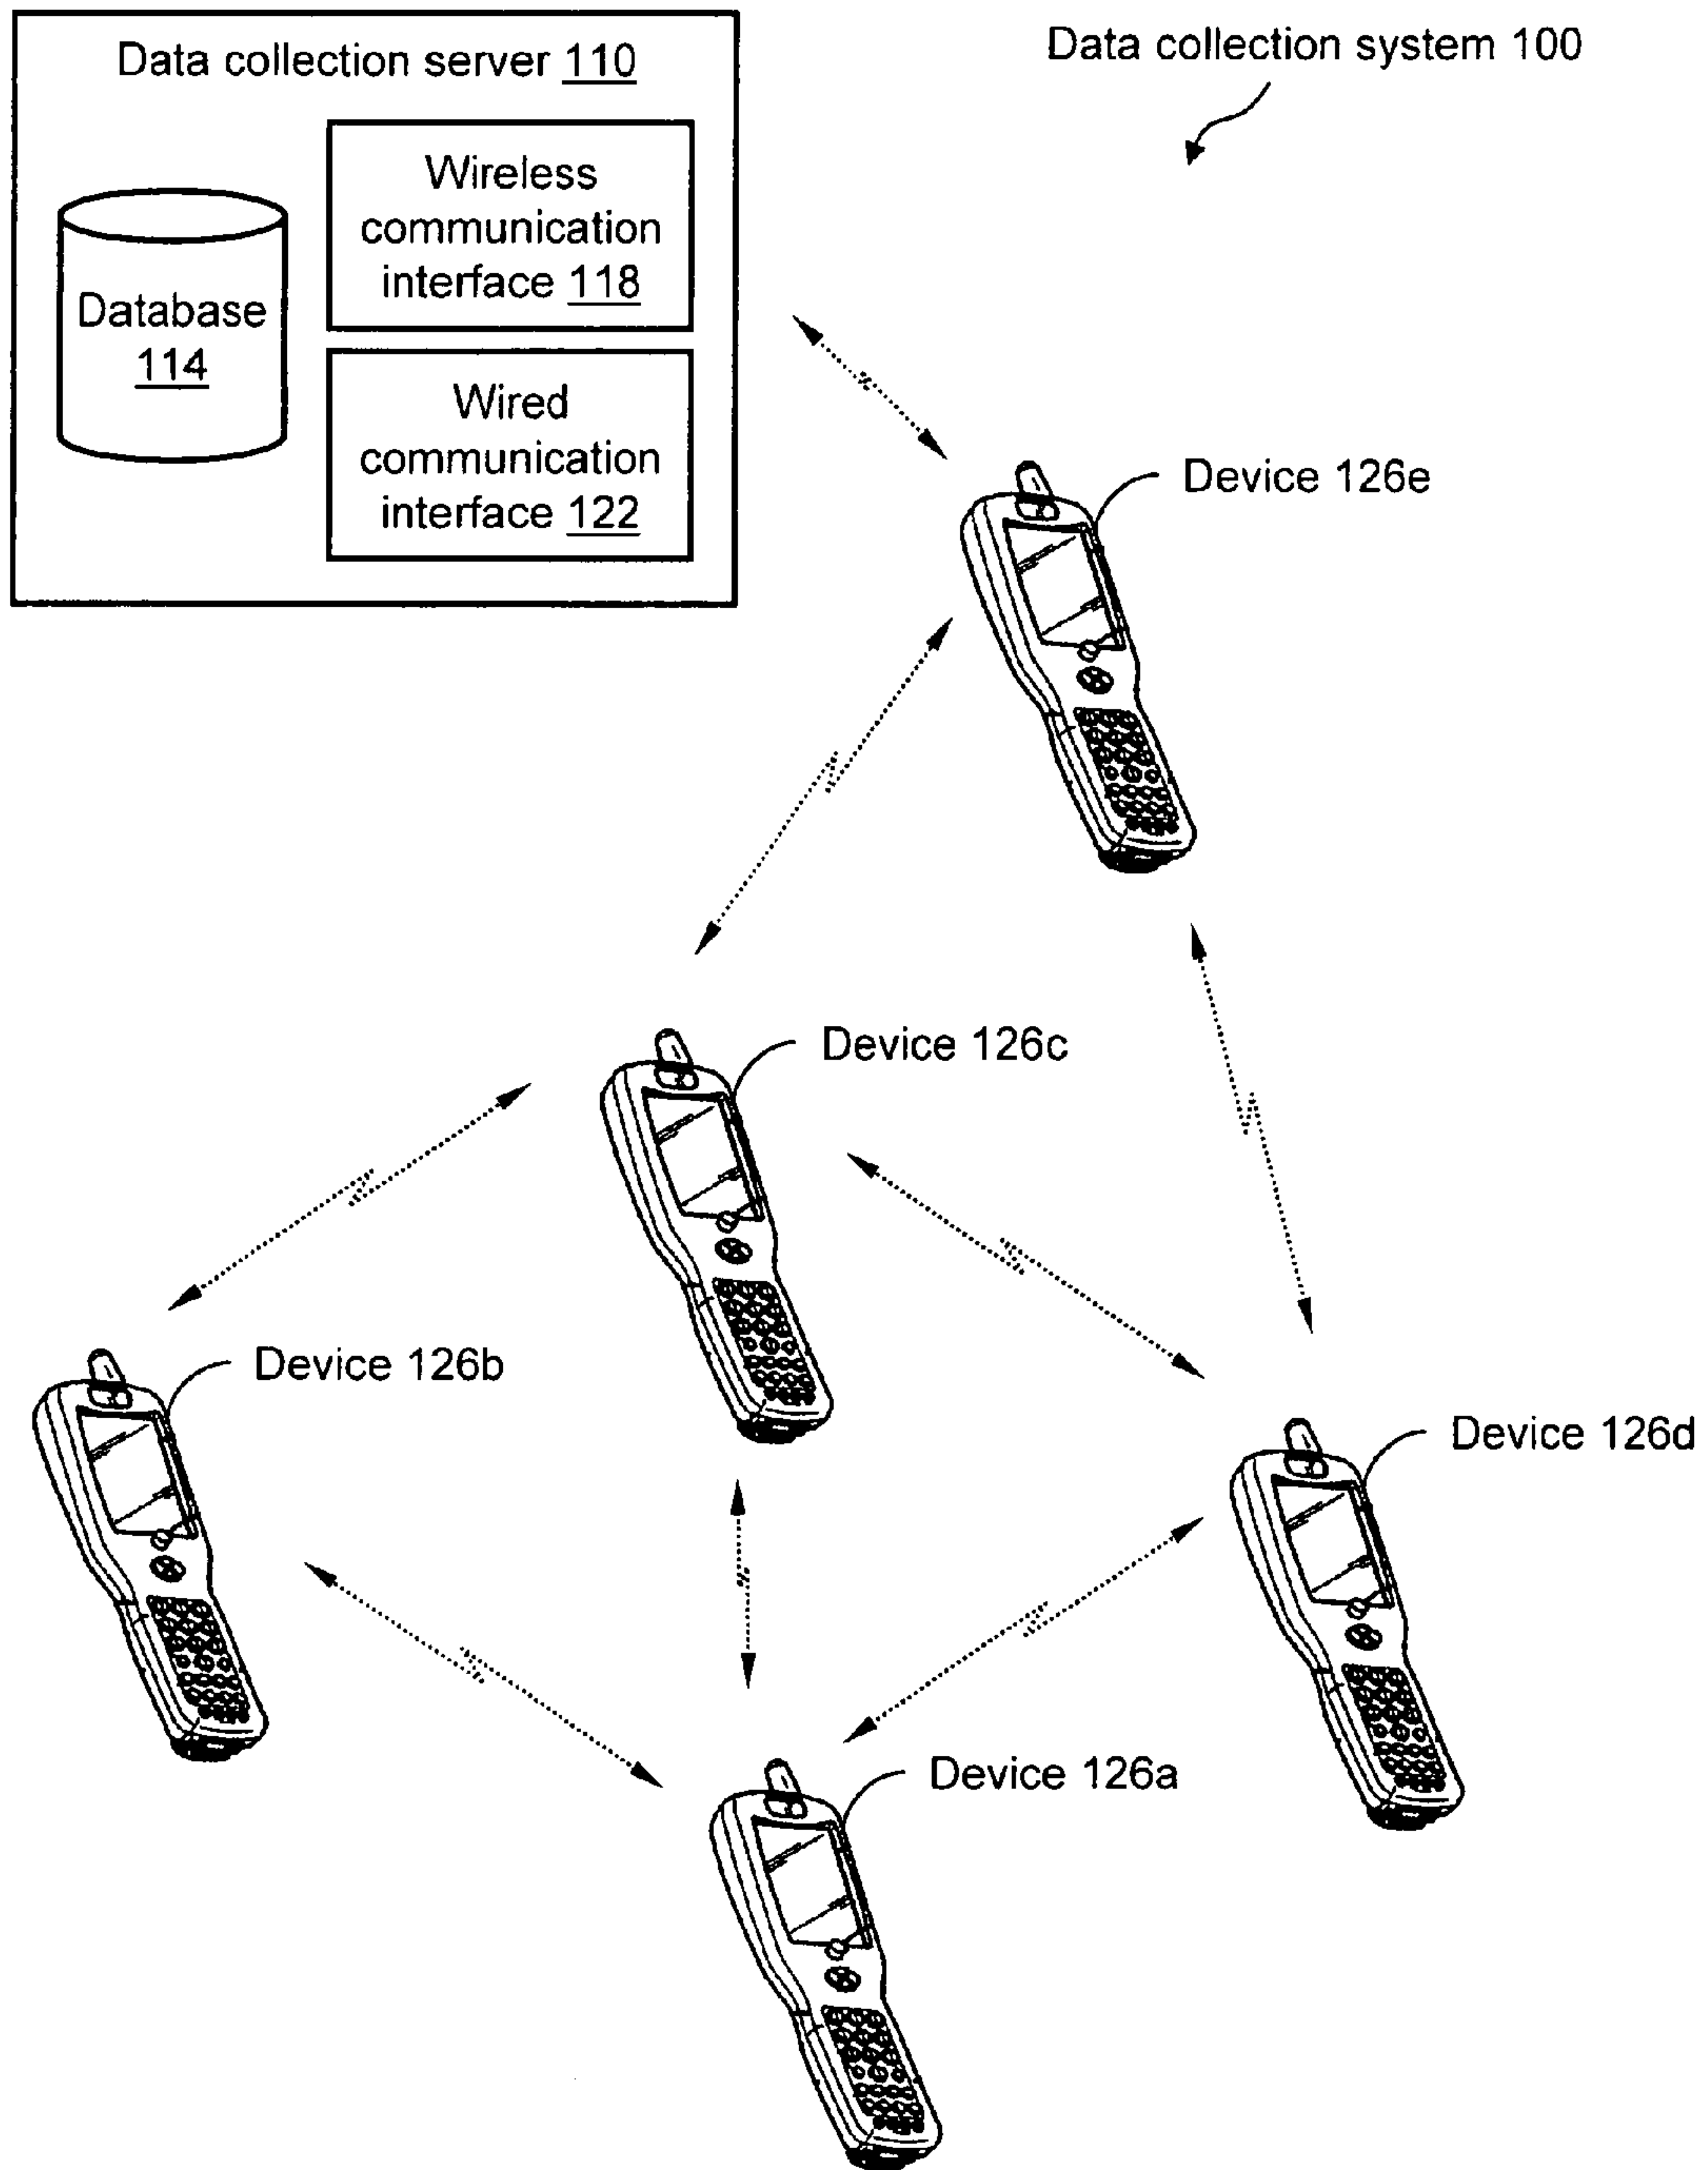 Data collection server 110
Data collection system 100
Wireless
communication
interface 118
Database
114
Wired
communication
interface 122
Device 126e
Device 126c
Device 126b
Device 126d
Device 126a